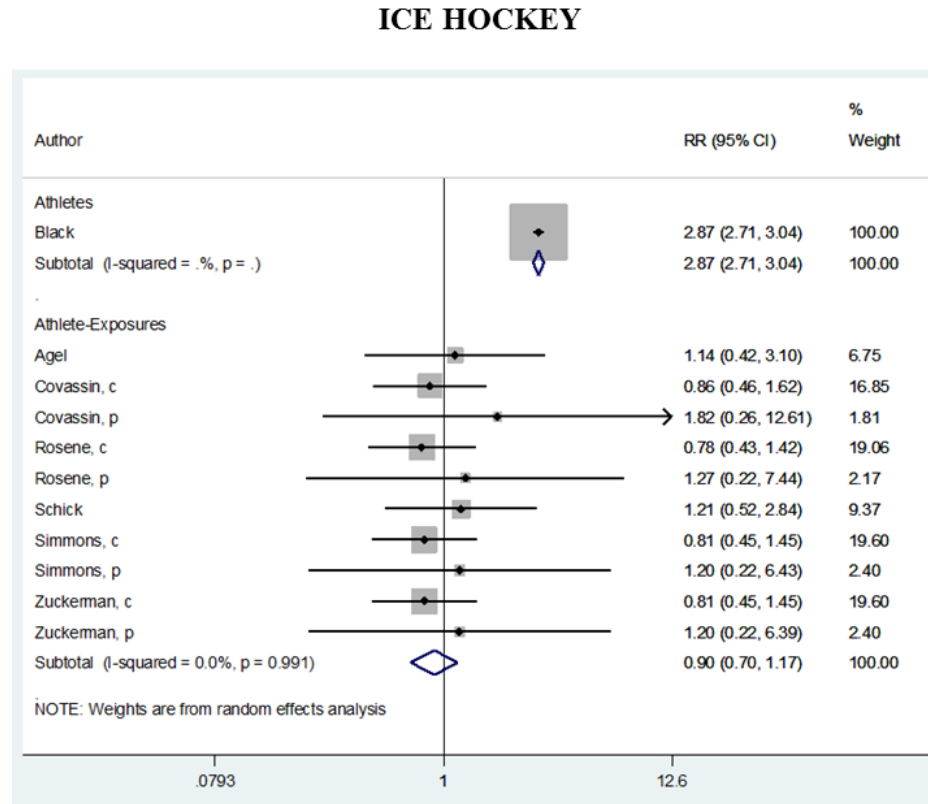 ICE HOCKEY
%
Author RR (95% CI) Weight
Athletes
Black 2.87 (2.71, 3.04) 100.00
Subtotal (I-squared = .%, p = .) 2.87 (2.71, 3.04) 100.00
.
Athlete-Exposures
Agel 1.14 (0.42, 3.10) 6.75
Covassin, c 0.86 (0.46, 1.62) 16.85
Covassin, p 1.82 (0.26, 12.61) 1.81
Rosene, c 0.78 (0.43, 1.42) 19.06
Rosene, p 1.27 (0.22, 7.44) 2.17
Schick 1.21 (0.52, 2.84) 9.37
Simmons, c 0.81 (0.45, 1.45) 19.60
Simmons, p 1.20 (0.22, 6.43) 2.40
Zuckerman, c 0.81 (0.45, 1.45) 19.60
Zuckerman, p 1.20 (0.22, 6.39) 2.40
Subtotal (I-squared = 0.0%, p = 0.991) 0.90 (0.70, 1.17) 100.00
.
NOTE: Weights are from random effects analysis
.0793 1 12.6